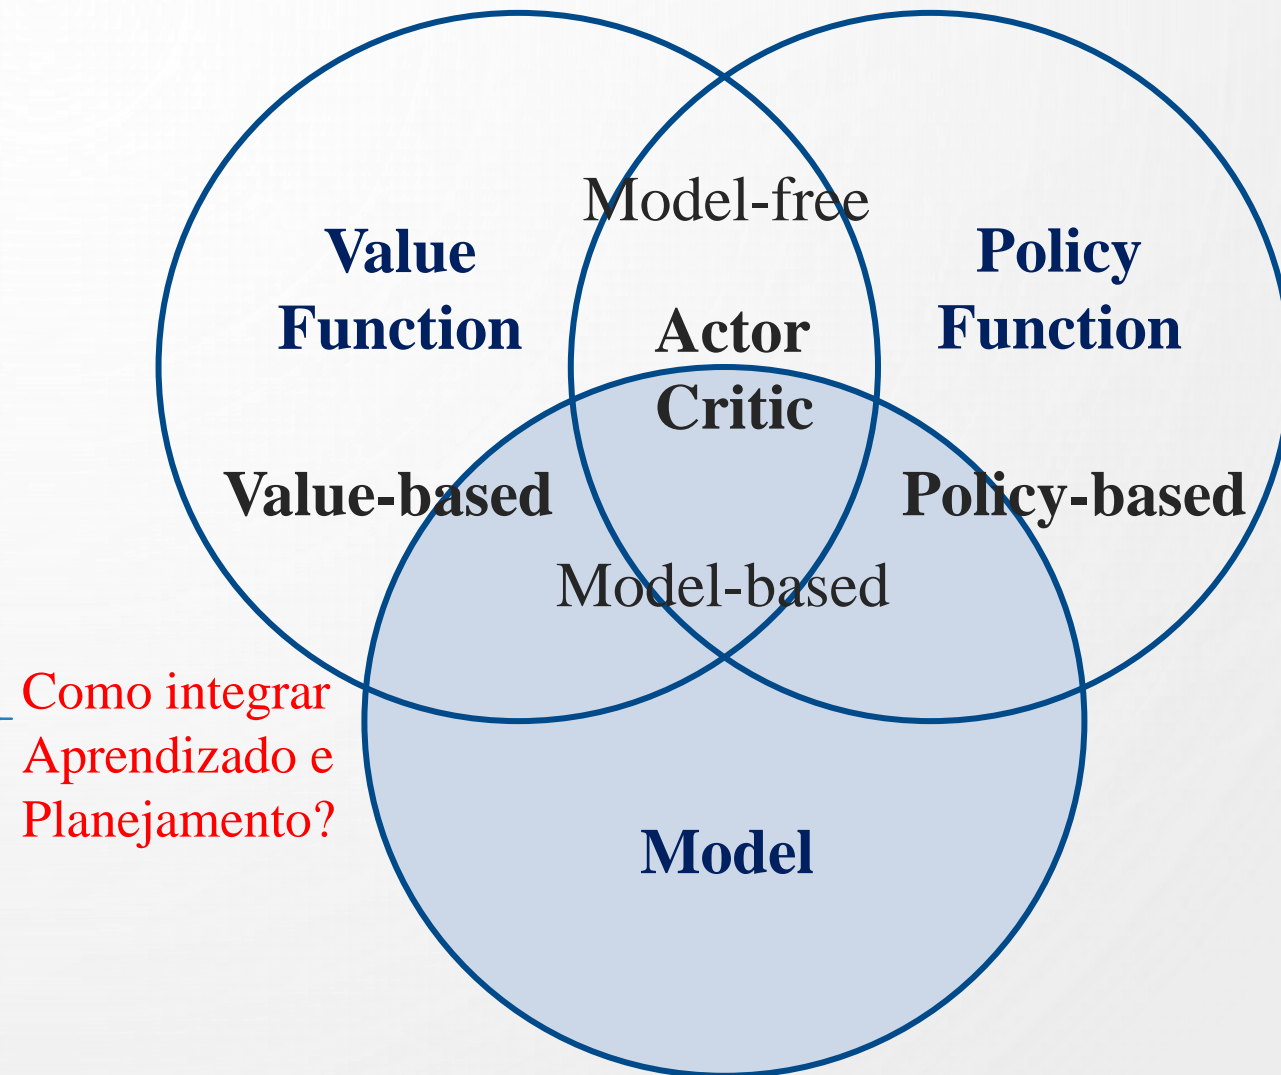 Model-free
Value
Function
Policy
Function
Actor
Critic
Value-based
Policy-based
Model-based
Como integrar
Aprendizado e
Planejamento?
Model